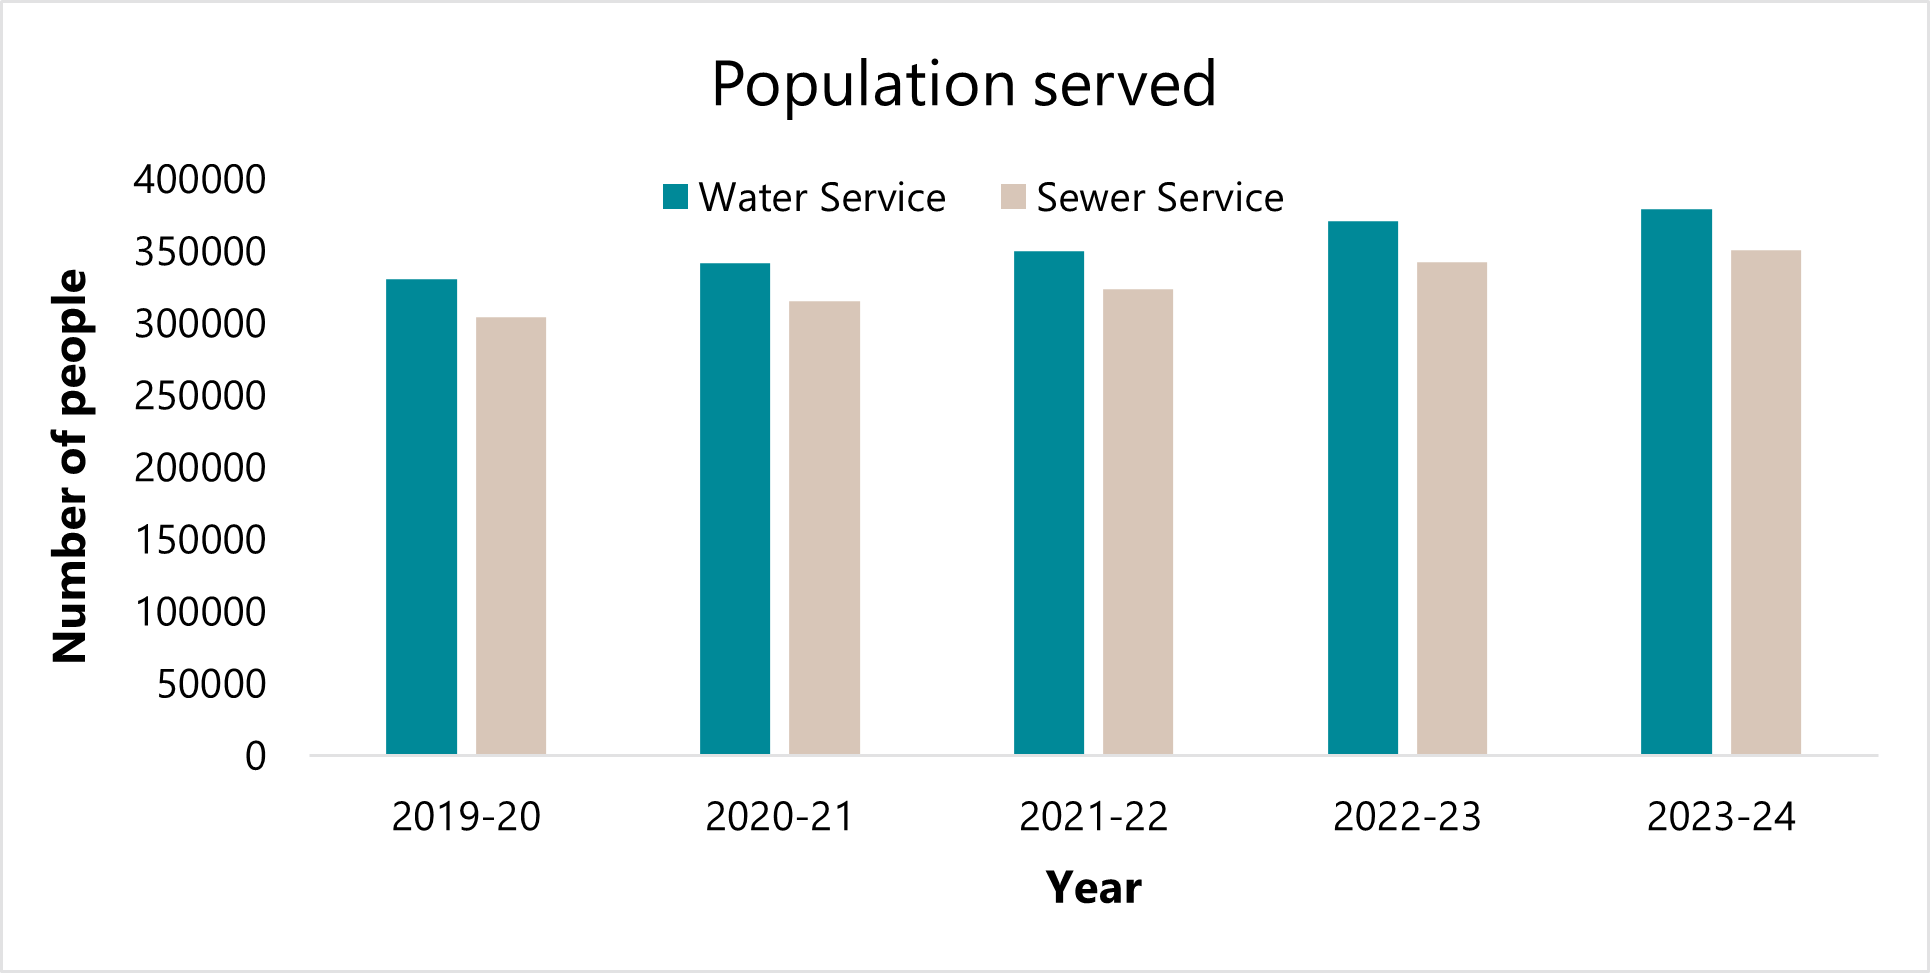 Population served
Water Service
Sewer Service
Number of people
400000
350000
300000
250000
200000
150000
100000
50000
0
2019-20
2020-21
2021-22
2022-23
2023-24
Year